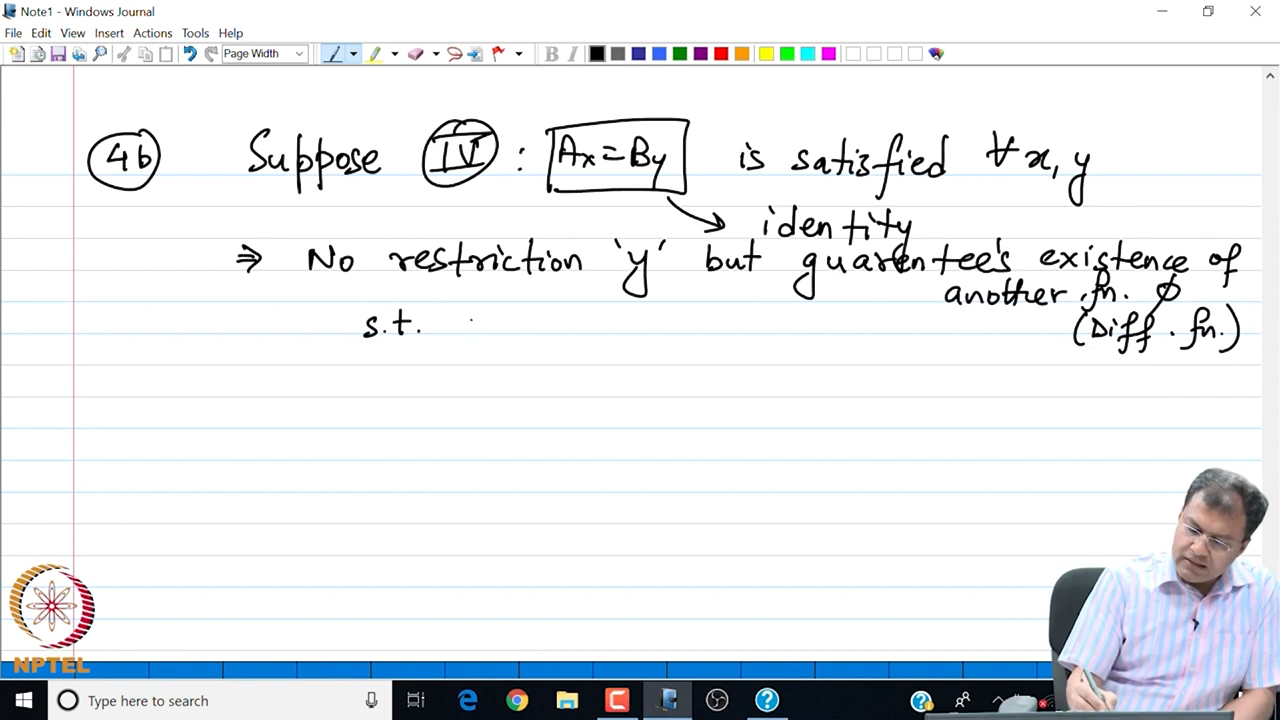 Note1 - Windows Journal
File Edit View Insert Actions Tools Help
Page Width
B I
4b Suppose IV : Ax = By is satisfied ∀ x, y
identity
⇒ No restriction 'y' but guarentee's existence of
another fn. ϕ
(Diff. fn.)
s.t.
NPTEL
Type here to search